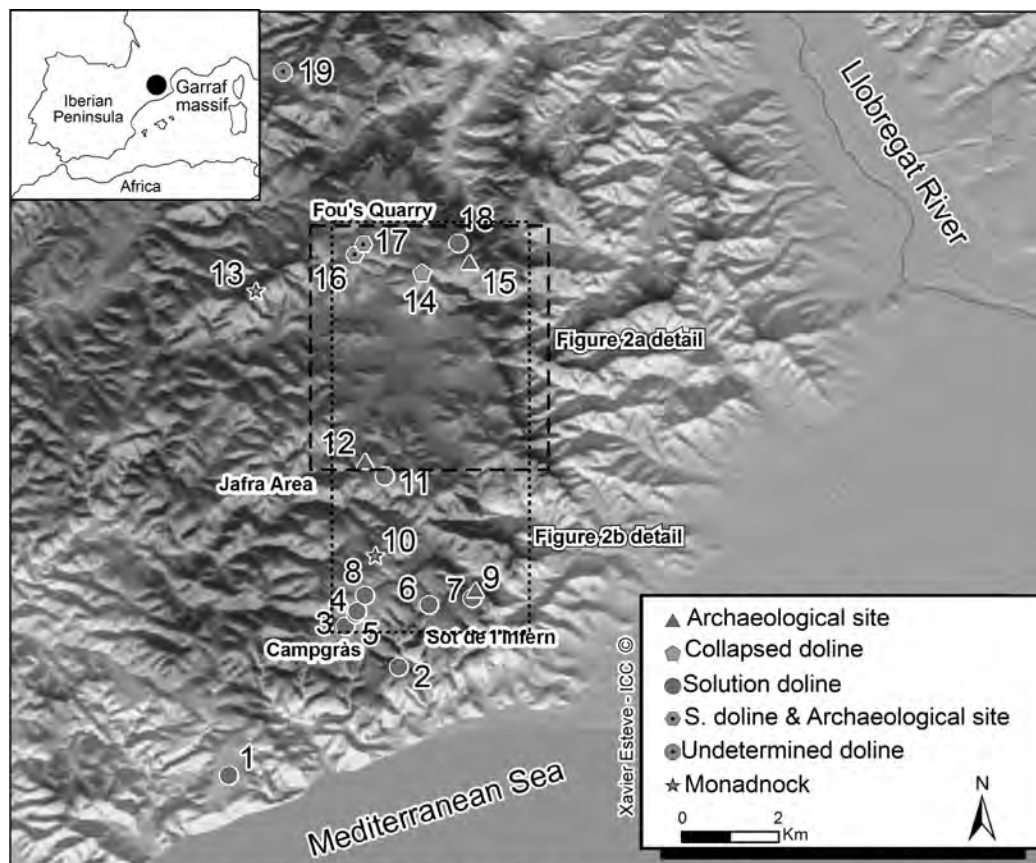 Iberian
Peninsula
Garraf
massif
Africa
19
Llobregat River
Fou's Quarry
18
17
16
15
14
13
Figure 2a detail
12
11
Jafra Area
Figure 2b detail
10
8
9
7
6
4
3
5
Campgràs
Sot de l'Infern
2
1
Mediterranean Sea
Xavier Esteve - ICC ©
Archaeological site
Collapsed doline
Solution doline
S. doline & Archaeological site
Undetermined doline
Monadnock
N
0 2
Km